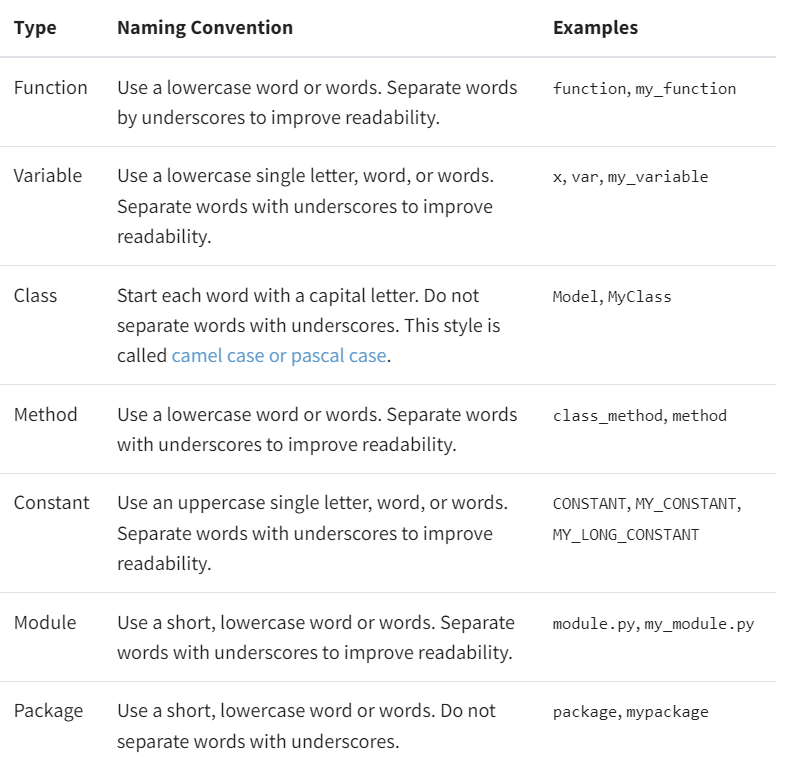 Type Naming Convention Examples
Function Use a lowercase word or words. Separate words function, my_function
by underscores to improve readability.
Variable Use a lowercase single letter, word, or words. x, var, my_variable
Separate words with underscores to improve
readability.
Class Start each word with a capital letter. Do not Model, MyClass
separate words with underscores. This style is
called camel case or pascal case.
Method Use a lowercase word or words. Separate words class_method, method
with underscores to improve readability.
Constant Use an uppercase single letter, word, or words. CONSTANT, MY_CONSTANT,
Separate words with underscores to improve MY_LONG_CONSTANT
readability.
Module Use a short, lowercase word or words. Separate module.py, my_module.py
words with underscores to improve readability.
Package Use a short, lowercase word or words. Do not package, mypackage
separate words with underscores.